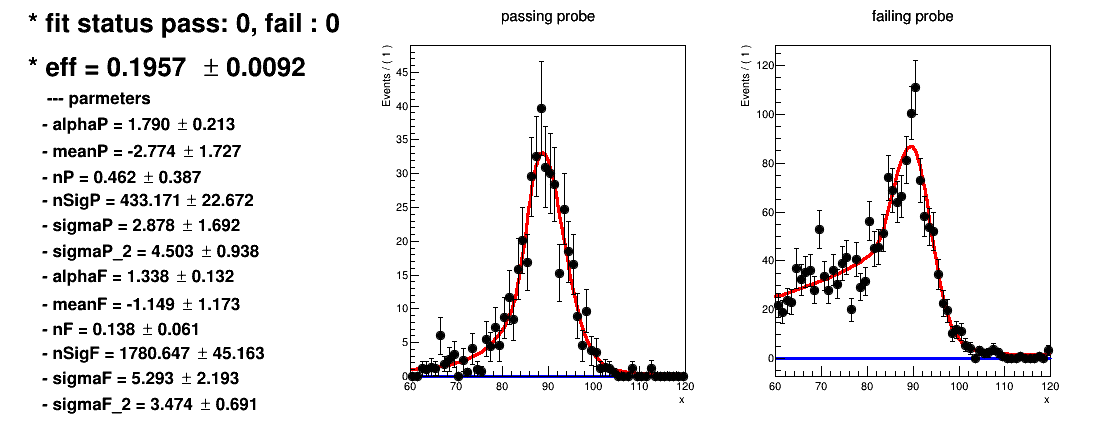 * fit status pass: 0, fail : 0
* eff = 0.1957 ± 0.0092
--- parmeters
- alphaP = 1.790 ± 0.213
- meanP = -2.774 ± 1.727
- nP = 0.462 ± 0.387
- nSigP = 433.171 ± 22.672
- sigmaP = 2.878 ± 1.692
- sigmaP_2 = 4.503 ± 0.938
- alphaF = 1.338 ± 0.132
- meanF = -1.149 ± 1.173
- nF = 0.138 ± 0.061
- nSigF = 1780.647 ± 45.163
- sigmaF = 5.293 ± 2.193
- sigmaF_2 = 3.474 ± 0.691
passing probe
Events / ( 1 )
45
40
35
30
25
20
15
10
5
0
60 70 80 90 100 110 120
x
failing probe
Events / ( 1 )
120
100
80
60
40
20
0
60 70 80 90 100 110 120
x